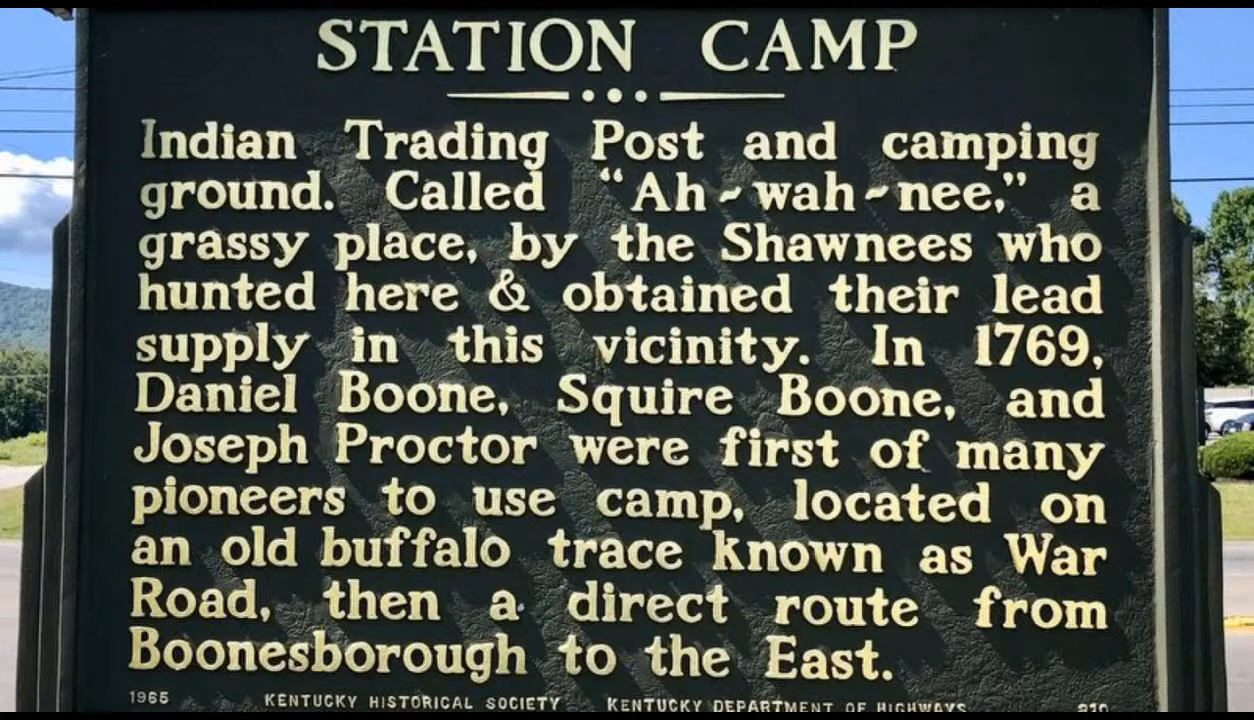 STATION CAMP
Indian Trading Post and camping
ground. Called "Ah-wah-nee," a
grassy place, by the Shawnees who
hunted here & obtained their lead
supply in this vicinity. In 1769,
Daniel Boone, Squire Boone, and
Joseph Proctor were first of many
pioneers to use camp, located on
an old buffalo trace known as War
Road, then a direct route from
Boonesborough to the East.
1965 KENTUCKY HISTORICAL SOCIETY KENTUCKY DEPARTMENT OF HIGHWAYS